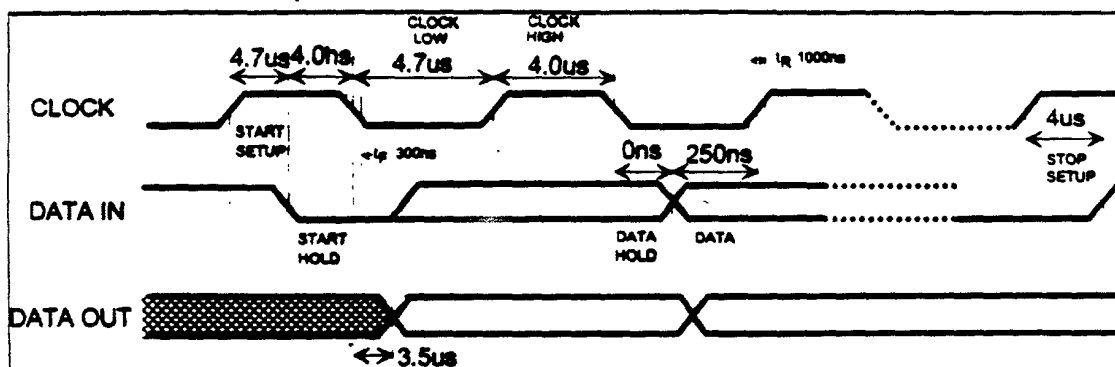 CLOCK LOW
CLOCK HIGH
4.7us
4.0hs
4.7us
4.0us
tR 1000ns
CLOCK
START SETUP
4us
STOP SETUP
tF 300ns
0ns
250ns
DATA IN
START HOLD
DATA HOLD
DATA
DATA OUT
3.5us